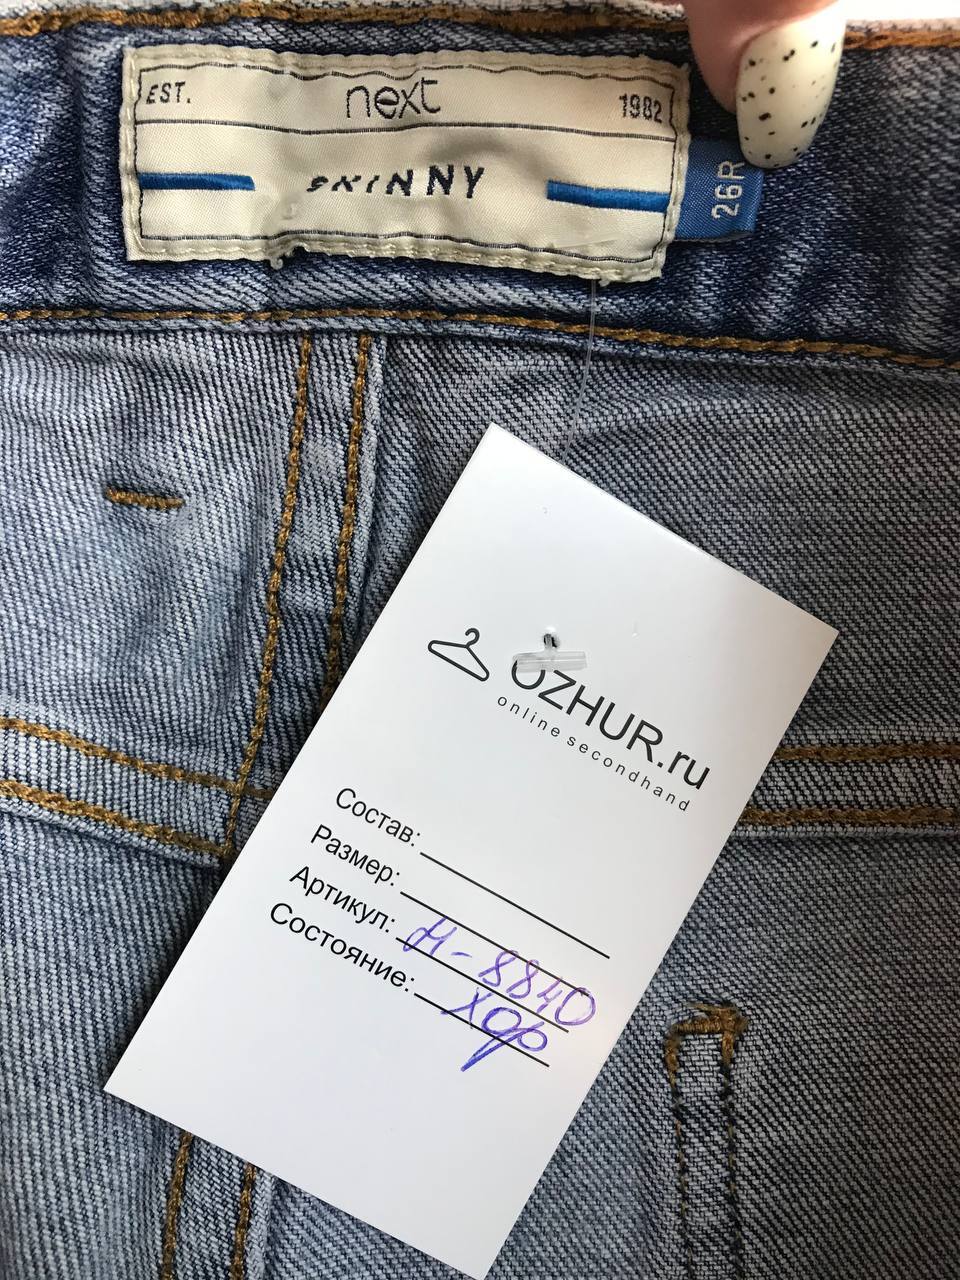 EST. next 1982
SKINNY
26R
OZHUR.ru
online secondhand
Состав:
Размер:
Артикул: М-8840
Состояние: хор